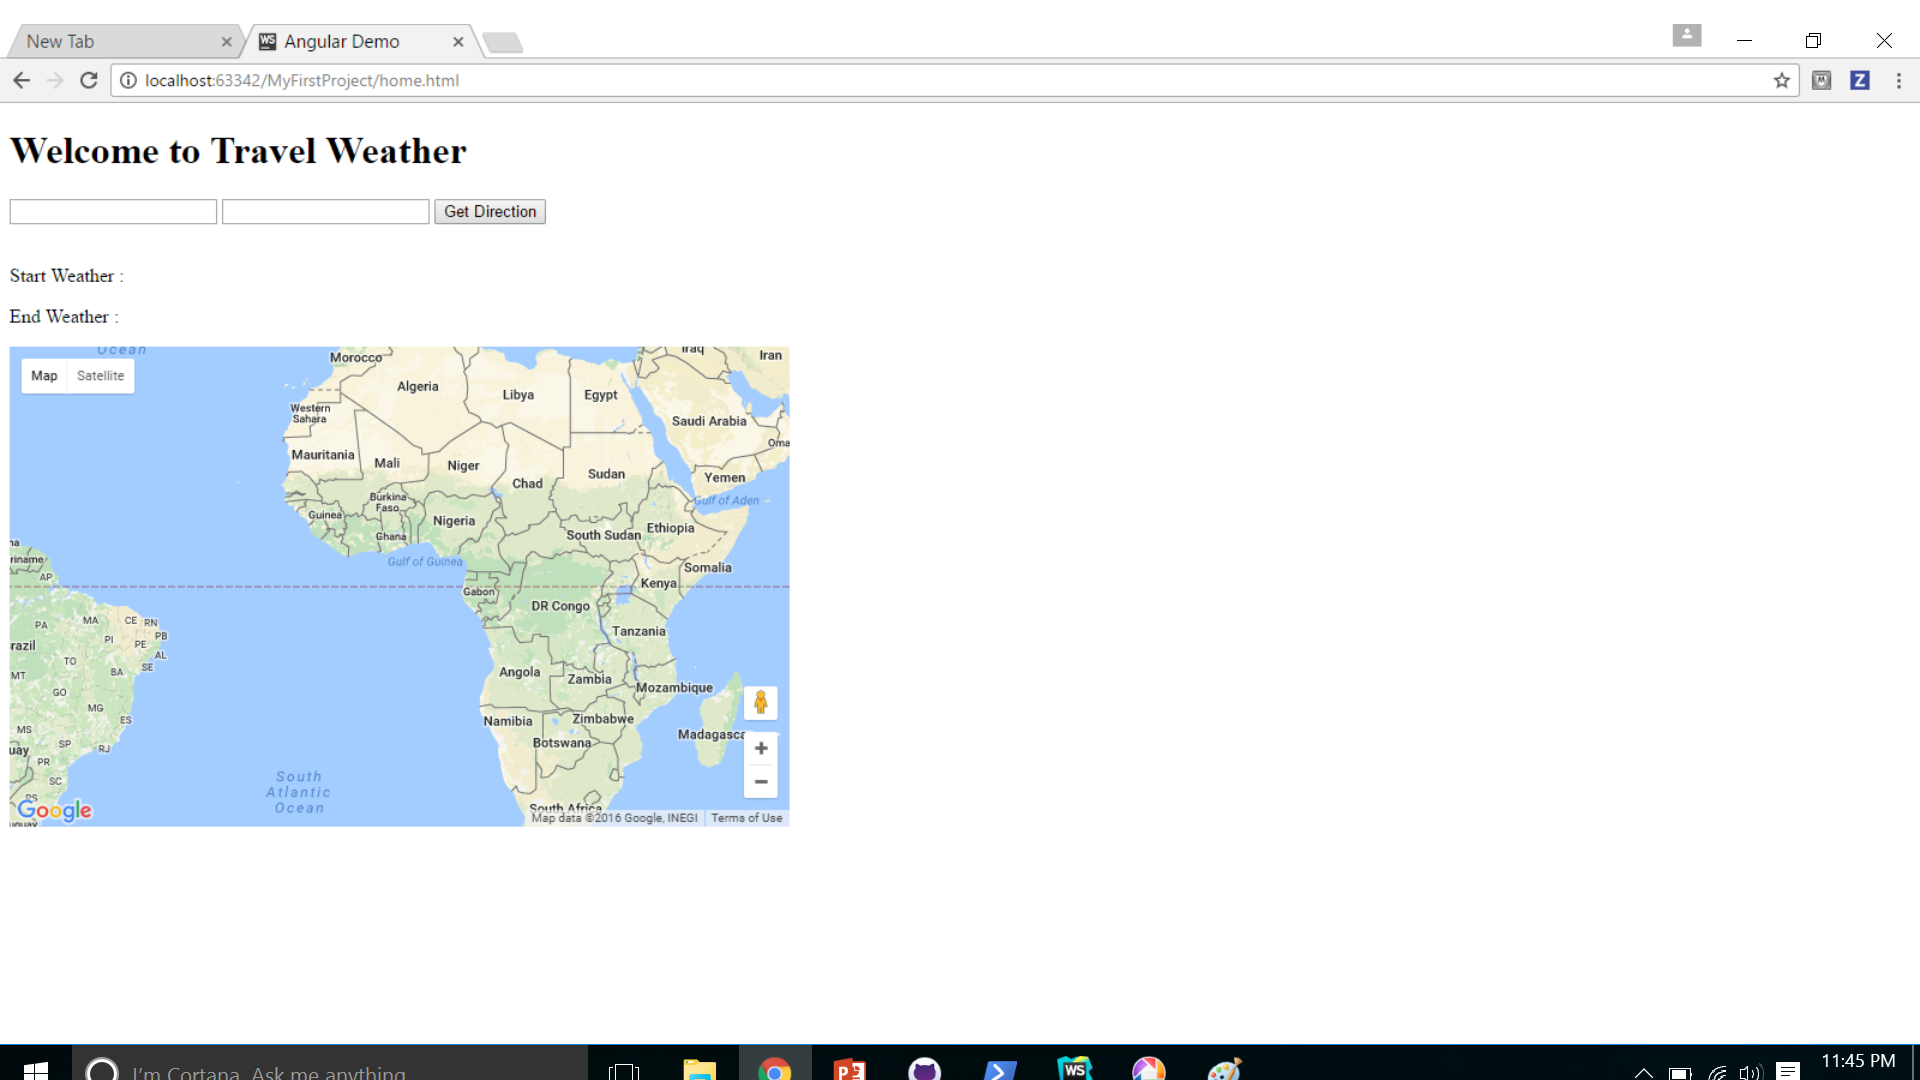 New Tab
Angular Demo
localhost:63342/MyFirstProject/home.html
Z
Welcome to Travel Weather
Get Direction
Start Weather :
End Weather :
Ocean
Map Satellite
Morocco
Iraq
Iran
Algeria
Libya
Egypt
Western
Sahara
Saudi Arabia
Oma
Mauritania
Mali
Niger
Chad
Sudan
Yemen
Gulf of Aden
Burkina
Faso
Guinea
Nigeria
Ghana
South Sudan
Ethiopia
Gulf of Guinea
Somalia
riname
AP
Kenya
Gabon
DR Congo
Tanzania
PA
MA
CE
RN
PB
PI
PE
AL
razil
TO
BA
SE
MT
GO
Angola
Zambia
Mozambique
MG
ES
Namibia
Zimbabwe
MS
SP
RJ
Botswana
Madagasca
uay
PR
SC
RS
South
Atlantic
Ocean
South Africa
Google
Map data ©2016 Google, INEGI
Terms of Use
I'm Cortana. Ask me anything.
WS
11:45 PM